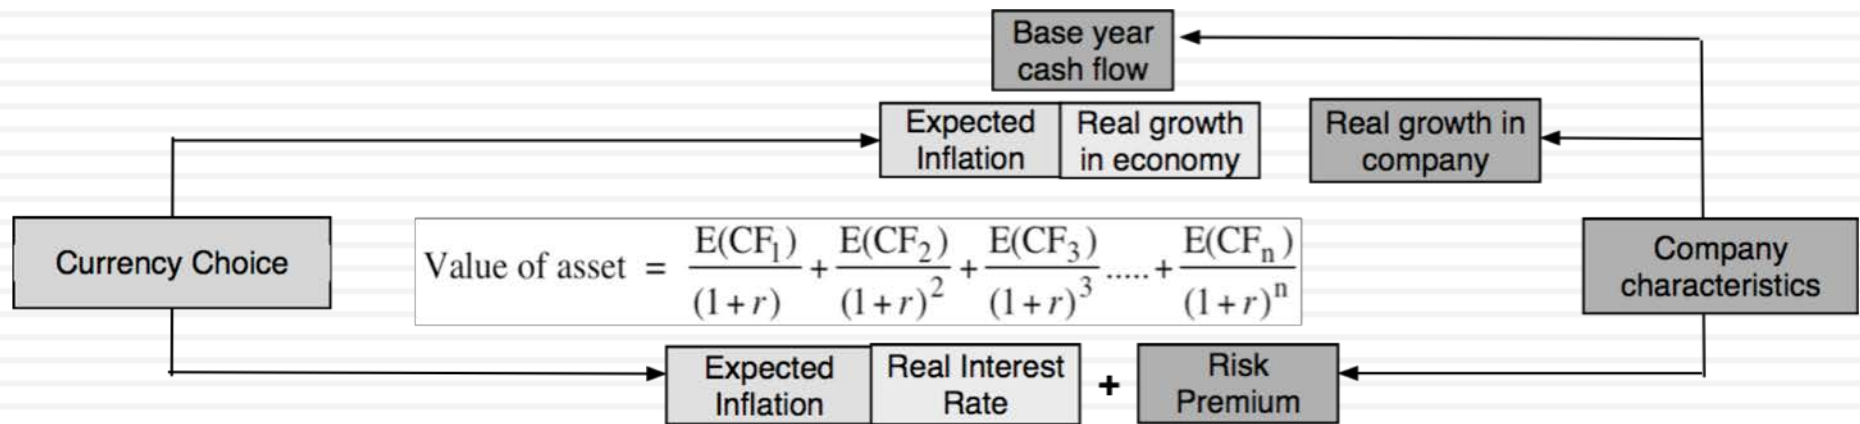 Base year
cash flow
Expected
Inflation
Real growth
in economy
Real growth in
company
Currency Choice
Value of asset = E(CF₁)/(1+r) + E(CF₂)/(1+r)² + E(CF₃)/(1+r)³ ..... + E(CFₙ)/(1+r)ⁿ
Company
characteristics
Expected
Inflation
Real Interest
Rate
+
Risk
Premium